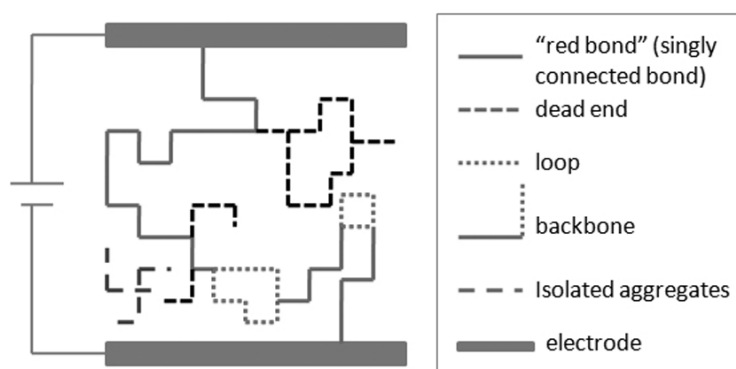 “red bond” (singly
connected bond)
dead end
loop
backbone
Isolated aggregates
electrode